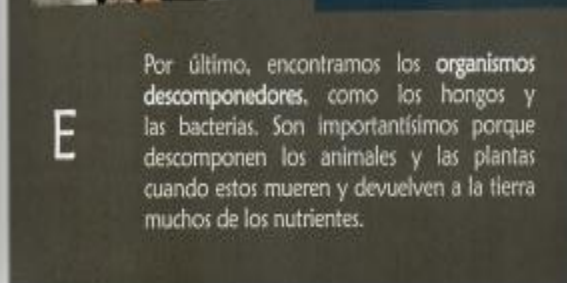 E
Por último, encontramos los organismos
descomponedores, como los hongos y
las bacterias. Son importantísimos porque
descomponen los animales y las plantas
cuando estos mueren y devuelven a la tierra
muchos de los nutrientes.